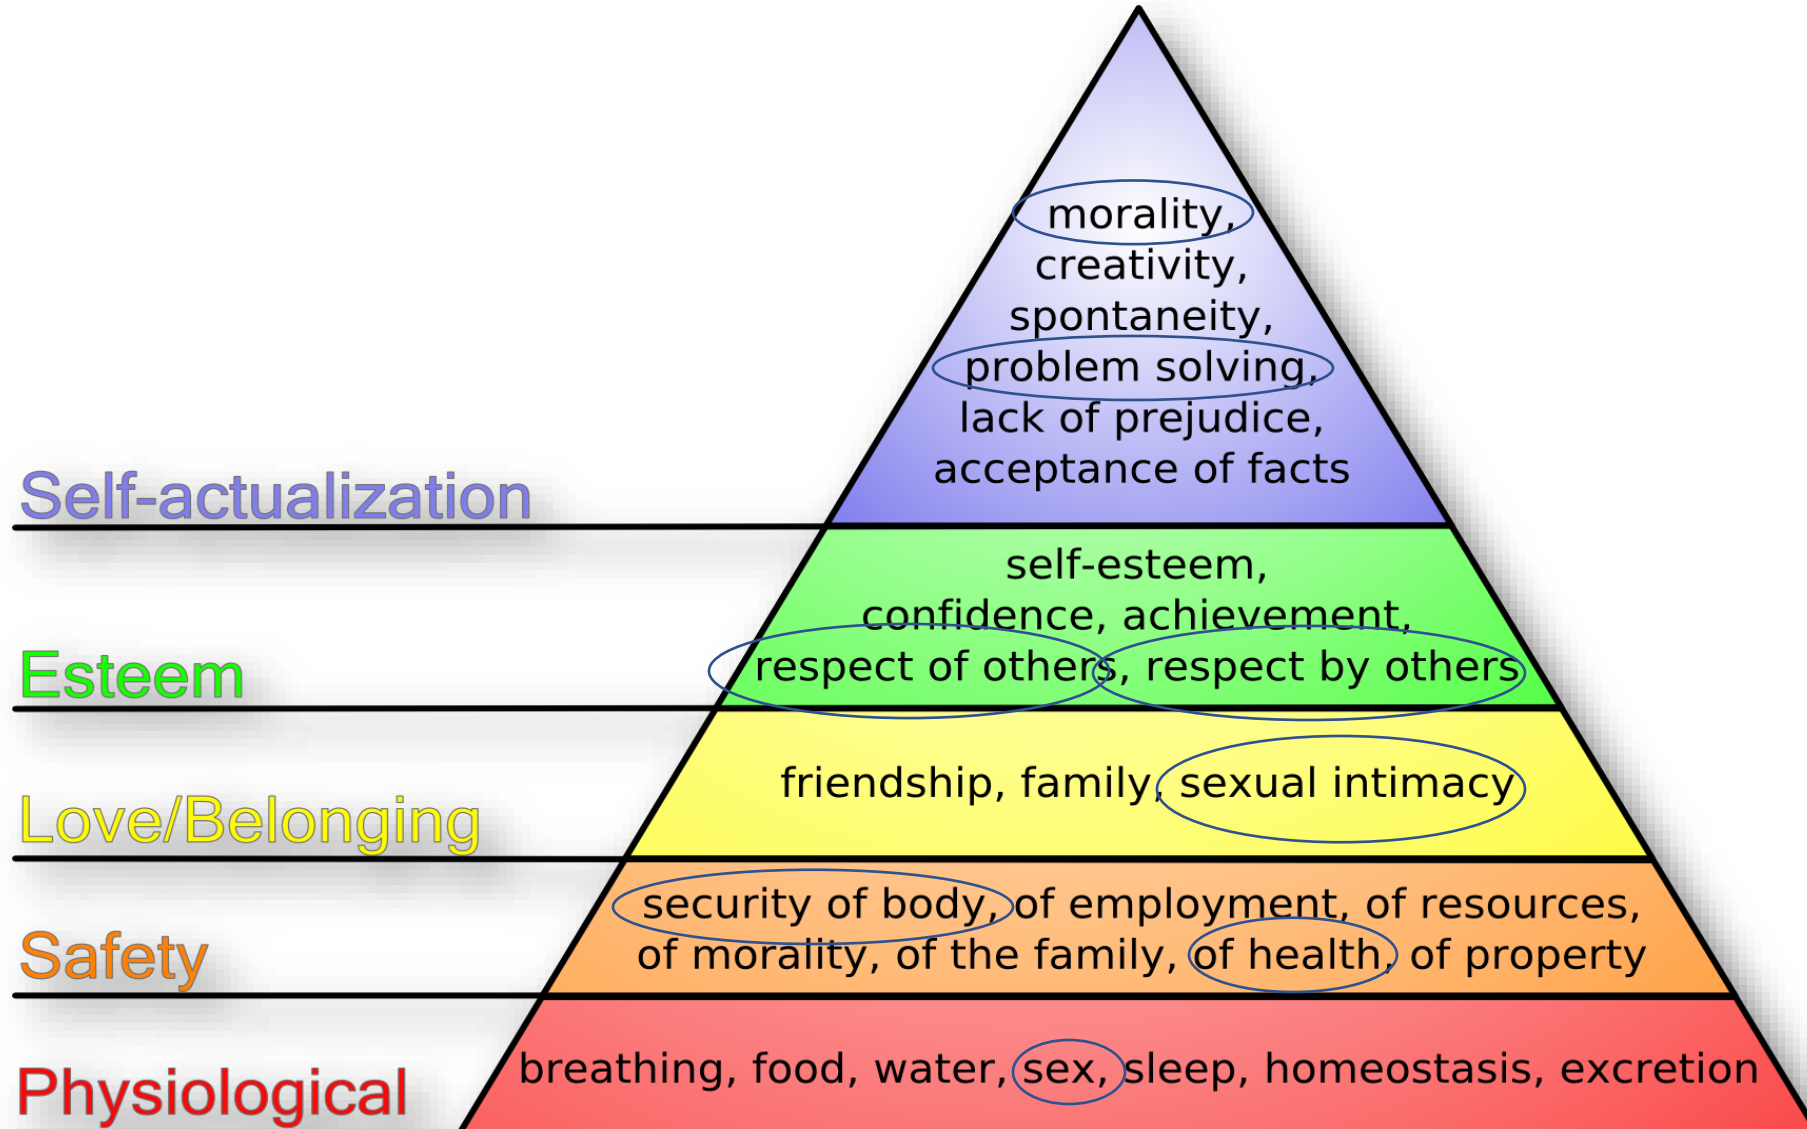 morality,
creativity,
spontaneity,
problem solving,
lack of prejudice,
acceptance of facts
Self-actualization
self-esteem,
confidence, achievement,
respect of others, respect by others
Esteem
friendship, family, sexual intimacy
Love/Belonging
security of body, of employment, of resources,
of morality, of the family, of health, of property
Safety
breathing, food, water, sex, sleep, homeostasis, excretion
Physiological